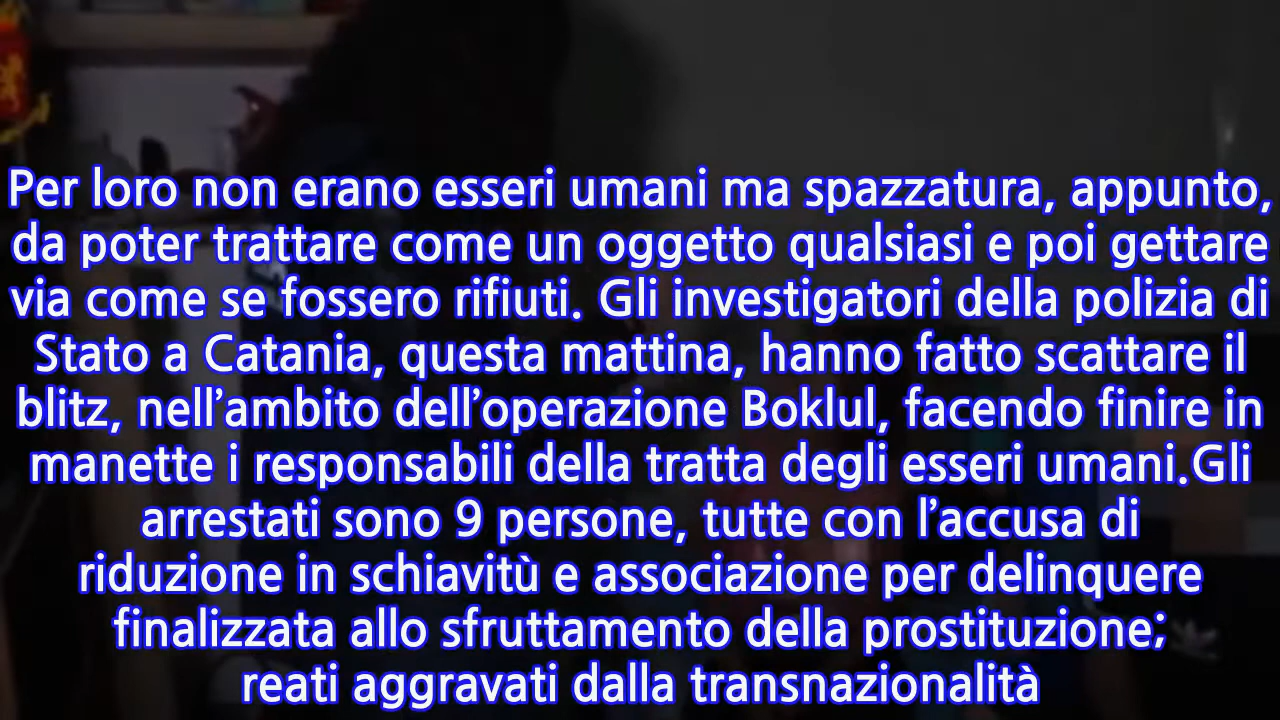 Per loro non erano esseri umani ma spazzatura, appunto,
da poter trattare come un oggetto qualsiasi e poi gettare
via come se fossero rifiuti. Gli investigatori della polizia di
Stato a Catania, questa mattina, hanno fatto scattare il
blitz, nell’ambito dell’operazione Boklul, facendo finire in
manette i responsabili della tratta degli esseri umani.Gli
arrestati sono 9 persone, tutte con l’accusa di
riduzione in schiavitù e associazione per delinquere
finalizzata allo sfruttamento della prostituzione;
reati aggravati dalla transnazionalità